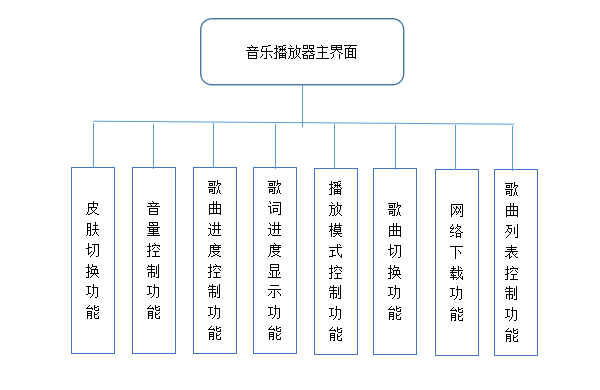 音乐播放器主界面
皮肤切换功能
音量控制功能
歌曲进度控制功能
歌词进度显示功能
播放模式控制功能
歌曲切换功能
网络下载功能
歌曲列表控制功能